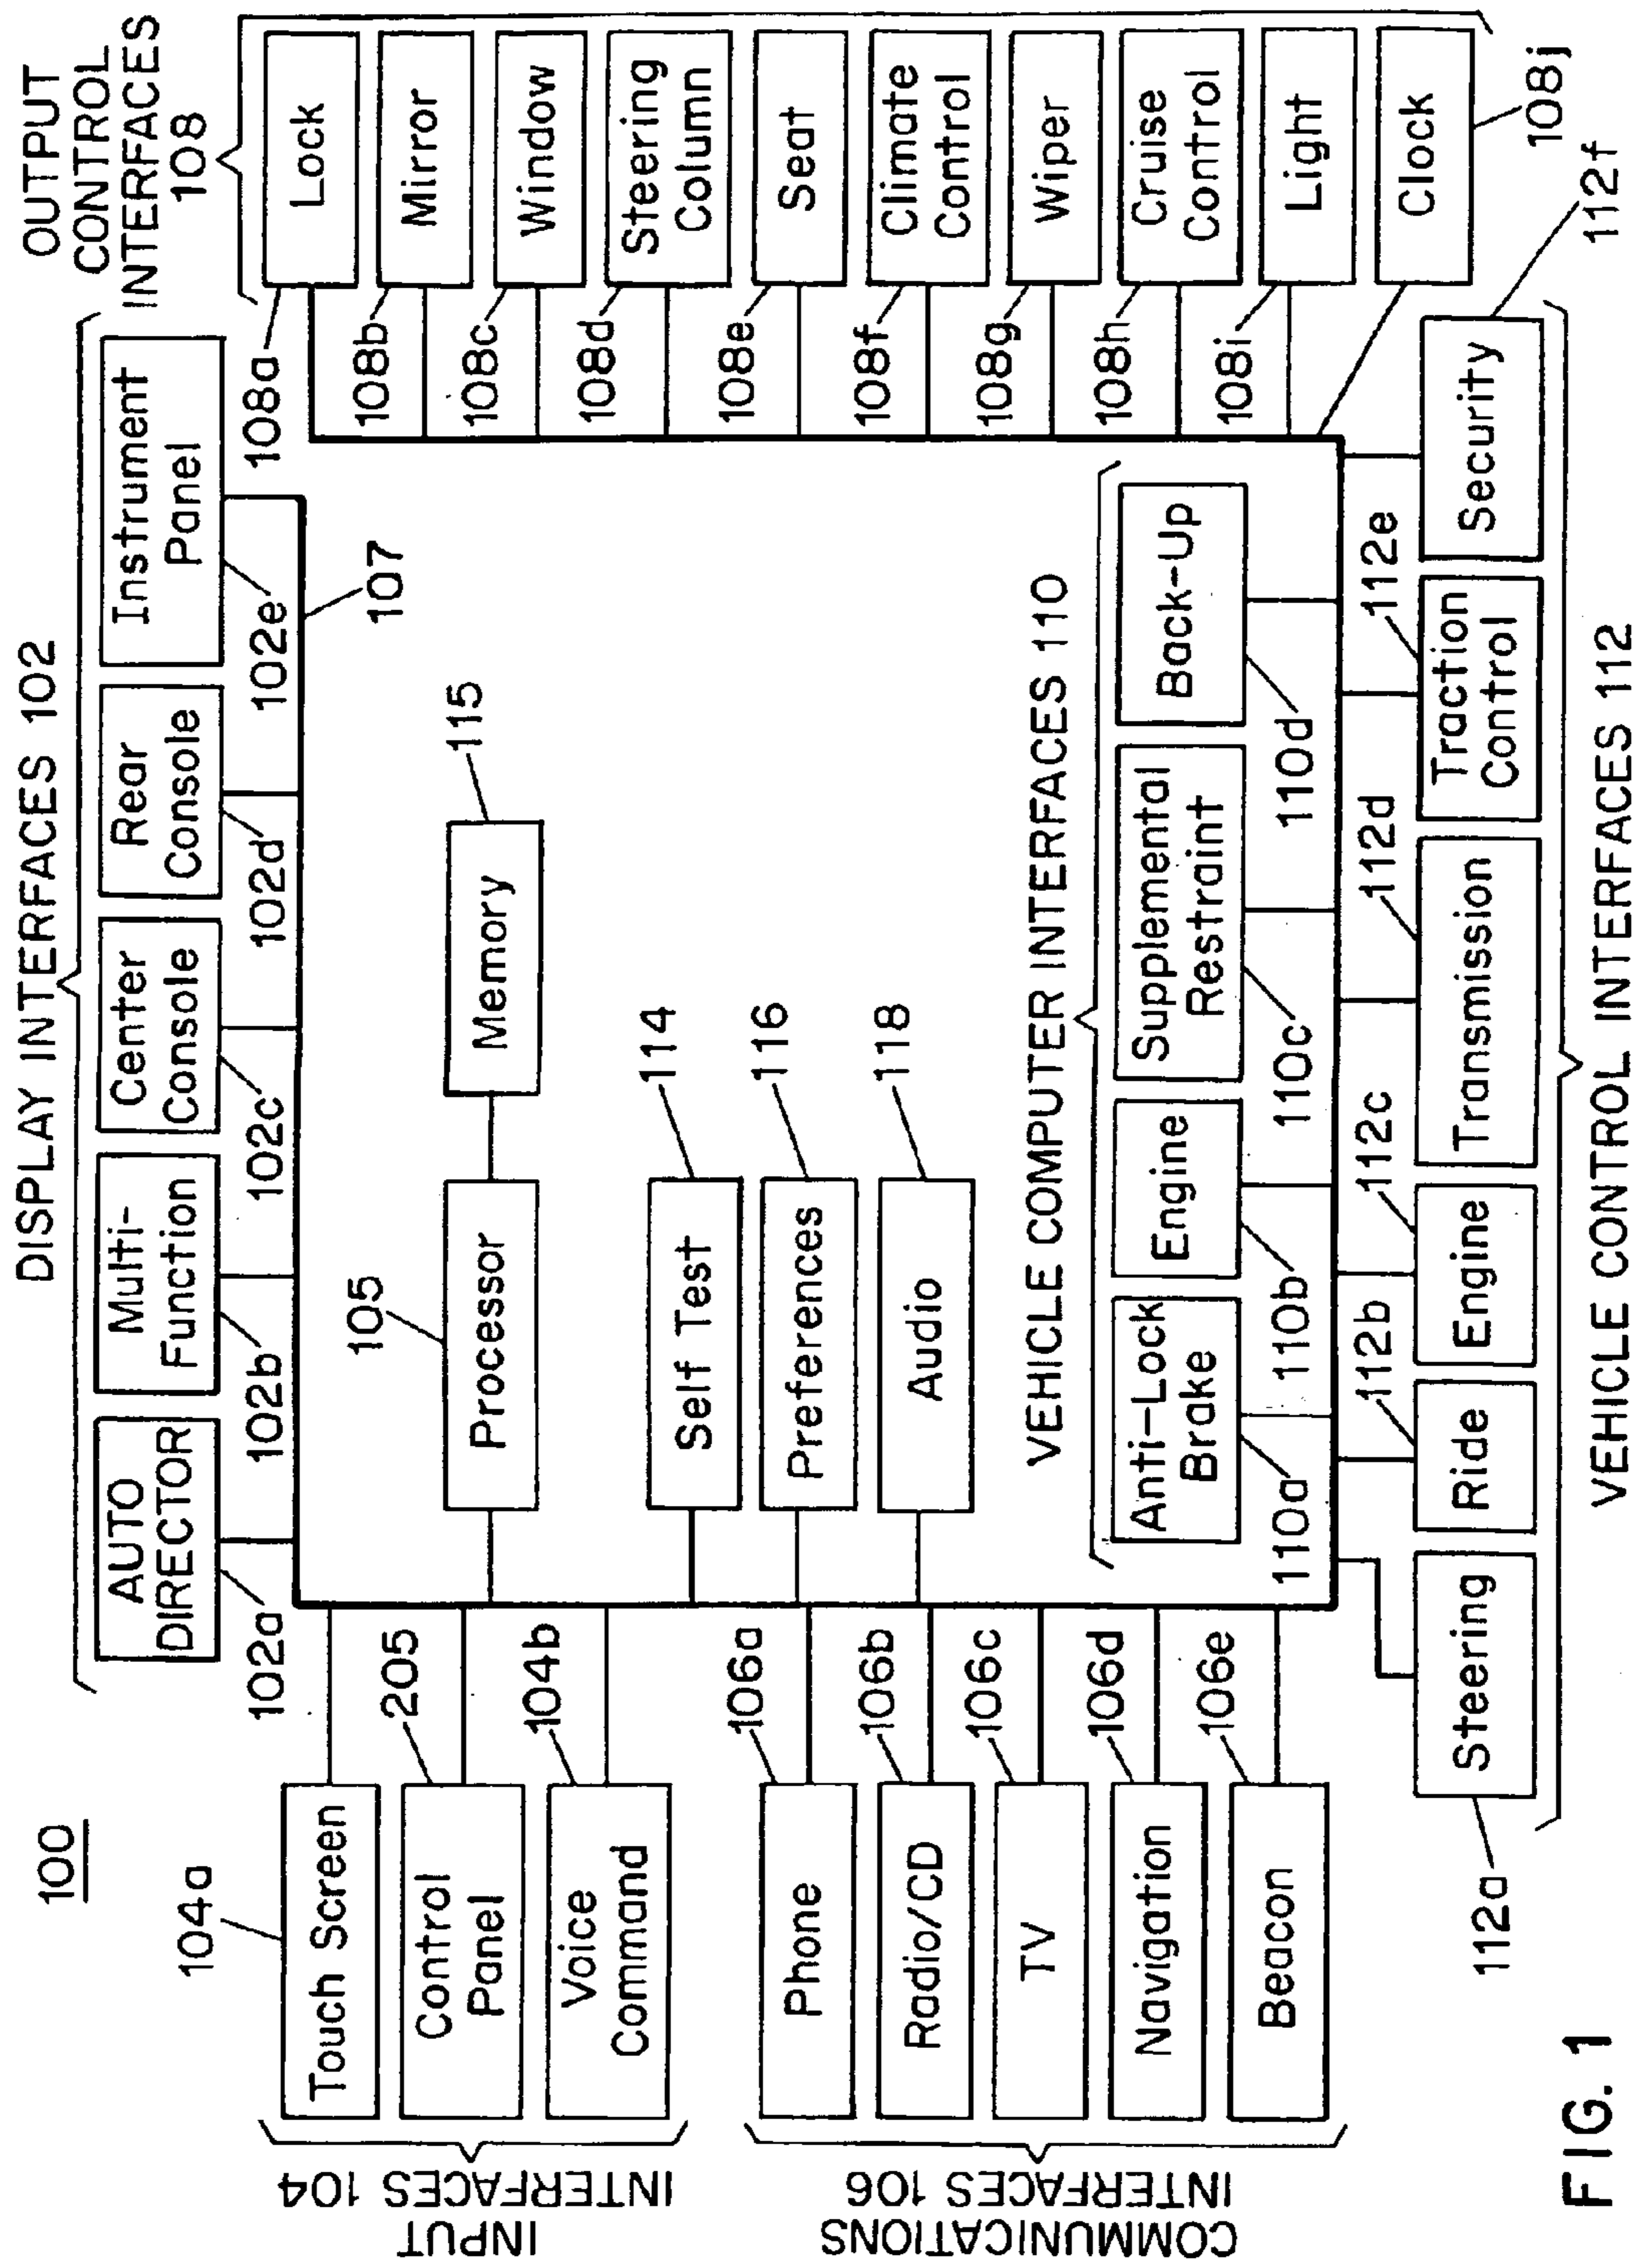 100
DISPLAY INTERFACES 102
AUTO
DIRECTOR
102a
Multi-
Function
102b
Center
Console
102c
Rear
Console
102d
Instrument
Panel
102e
107
OUTPUT
CONTROL
INTERFACES
108
Lock
108a
Mirror
108b
Window
108c
Steering
Column
108d
Seat
108e
Climate
Control
108f
Wiper
108g
Cruise
Control
108h
Light
108i
Clock
108j
INPUT
INTERFACES 104
104a
Touch Screen
205
Control
Panel
104b
Voice
Command
COMMUNICATIONS
INTERFACES 106
106a
Phone
106b
Radio/CD
106c
TV
106d
Navigation
106e
Beacon
105
Processor
115
Memory
114
Self Test
116
Preferences
118
Audio
VEHICLE COMPUTER INTERFACES 110
Anti-Lock
Brake
110a
Engine
110b
Supplemental
Restraint
110c
Back-Up
110d
112a
Steering
112b
Ride
112c
Engine
112d
Transmission
112e
Traction
Control
112f
Security
VEHICLE CONTROL INTERFACES 112
FIG. 1